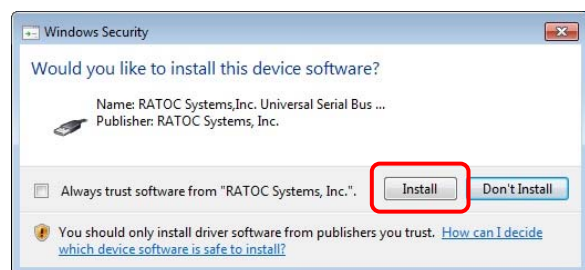 Windows Security
Would you like to install this device software?
Name: RATOC Systems,Inc. Universal Serial Bus ...
Publisher: RATOC Systems, Inc.
Always trust software from "RATOC Systems, Inc.". Install Don't Install
You should only install driver software from publishers you trust. How can I decide
which device software is safe to install?